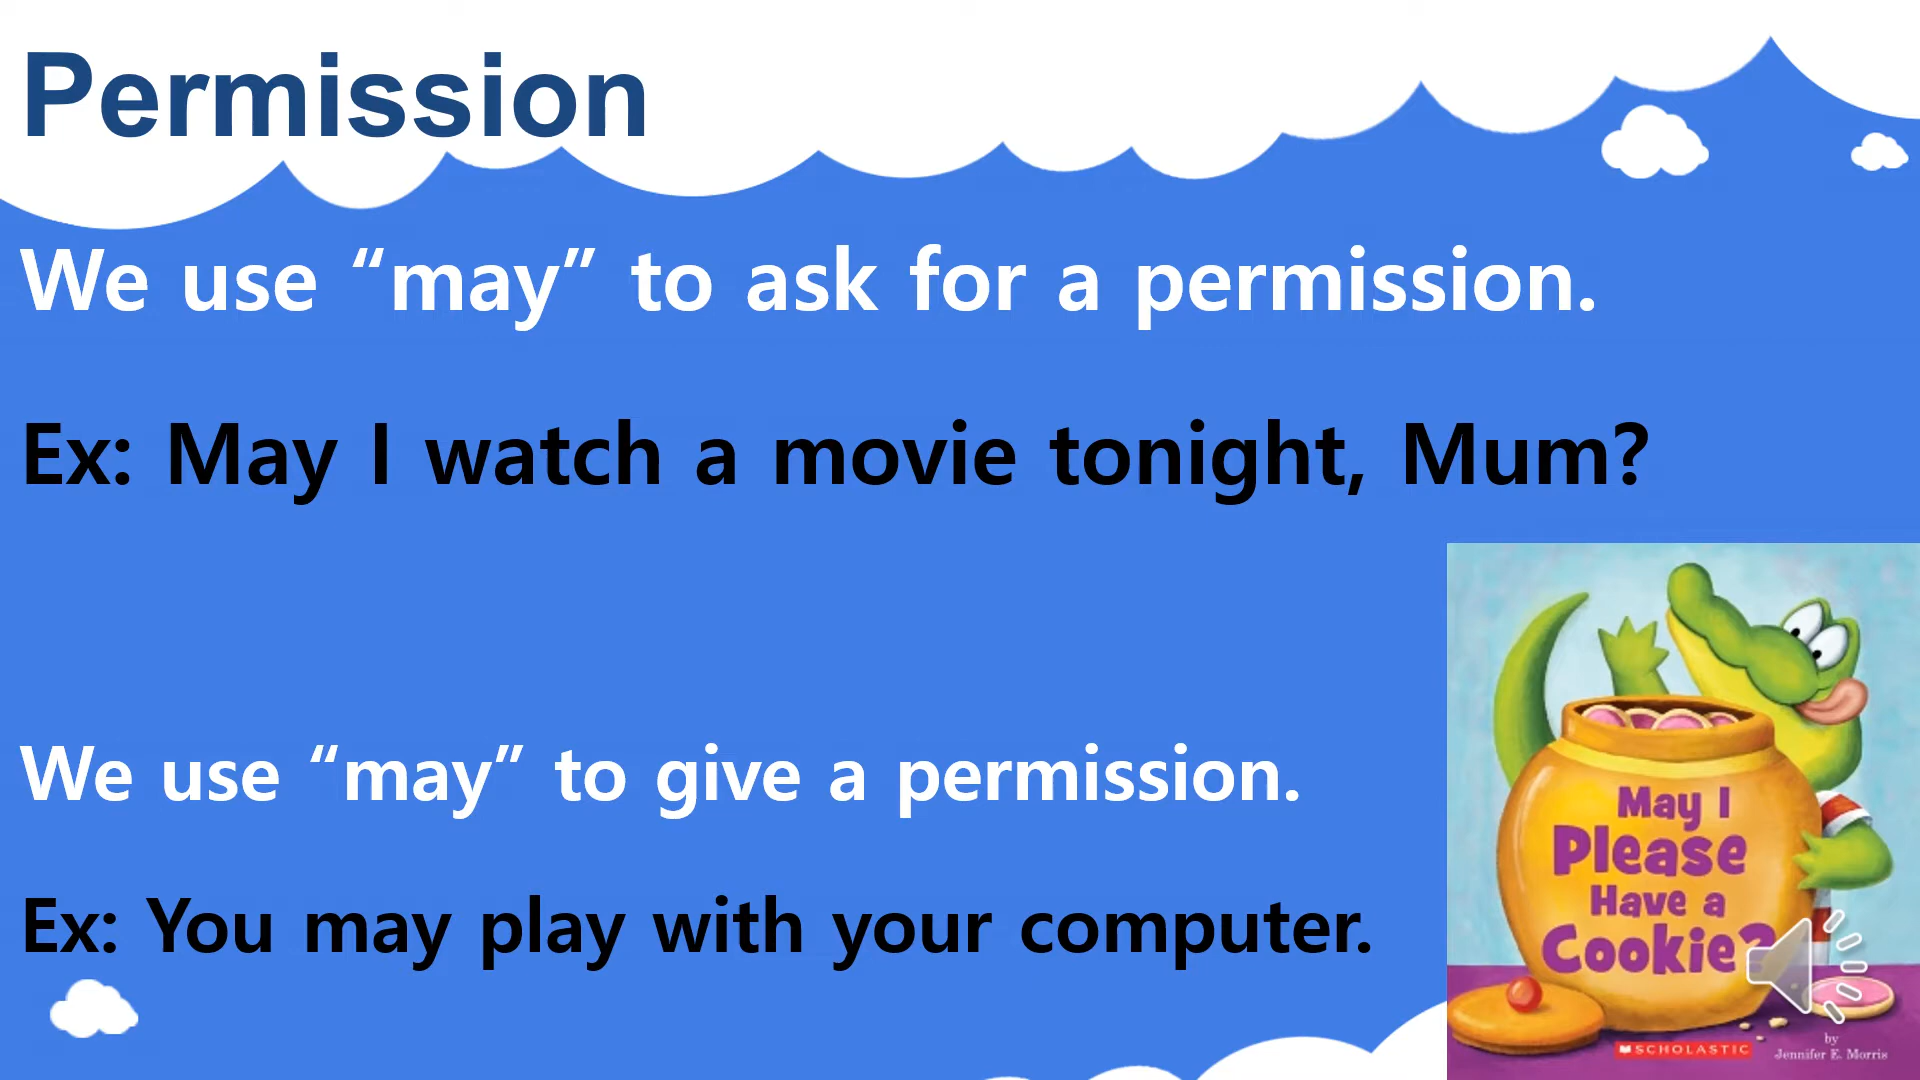 Permission
We use “may” to ask for a permission.
Ex: May I watch a movie tonight, Mum?
We use “may” to give a permission.
Ex: You may play with your computer.
May I
Please
Have a
Cookie?
by
SCHOLASTIC
Jennifer E. Morris